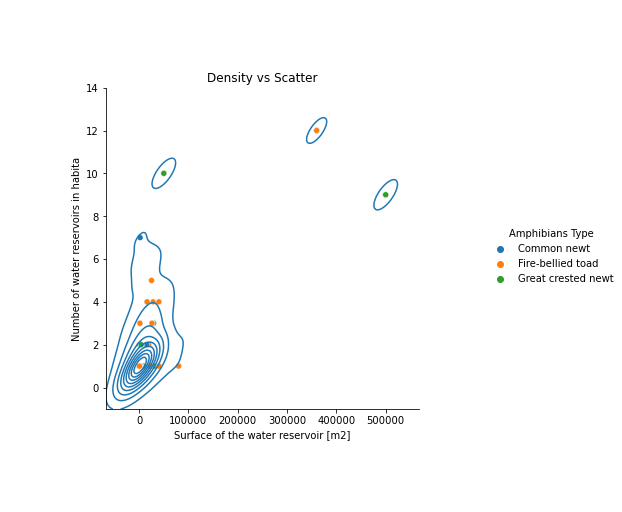 Density vs Scatter
14
12
10
8
6
4
2
0
Number of water reservoirs in habita
0
100000
200000
300000
400000
500000
Surface of the water reservoir [m2]
Amphibians Type
Common newt
Fire-bellied toad
Great crested newt